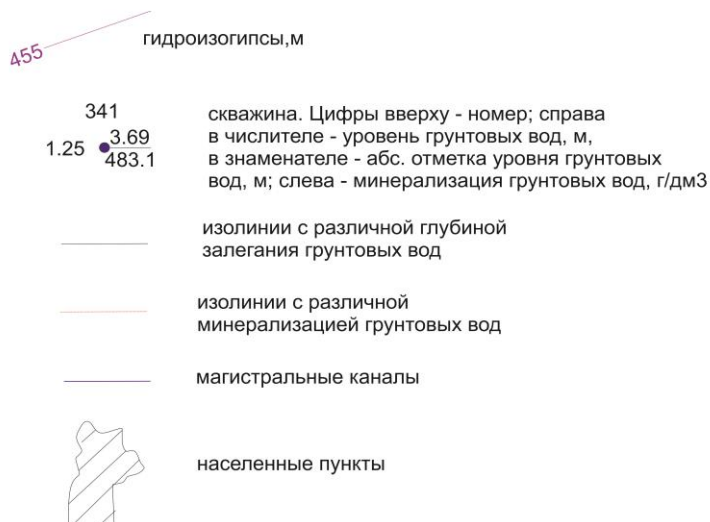 455
гидроизогипсы,м
341
1.25
3.69
483.1
скважина. Цифры вверху - номер; справа
в числителе - уровень грунтовых вод, м,
в знаменателе - абс. отметка уровня грунтовых
вод, м; слева - минерализация грунтовых вод, г/дм3
изолинии с различной глубиной
залегания грунтовых вод
изолинии с различной
минерализацией грунтовых вод
магистральные каналы
населенные пункты